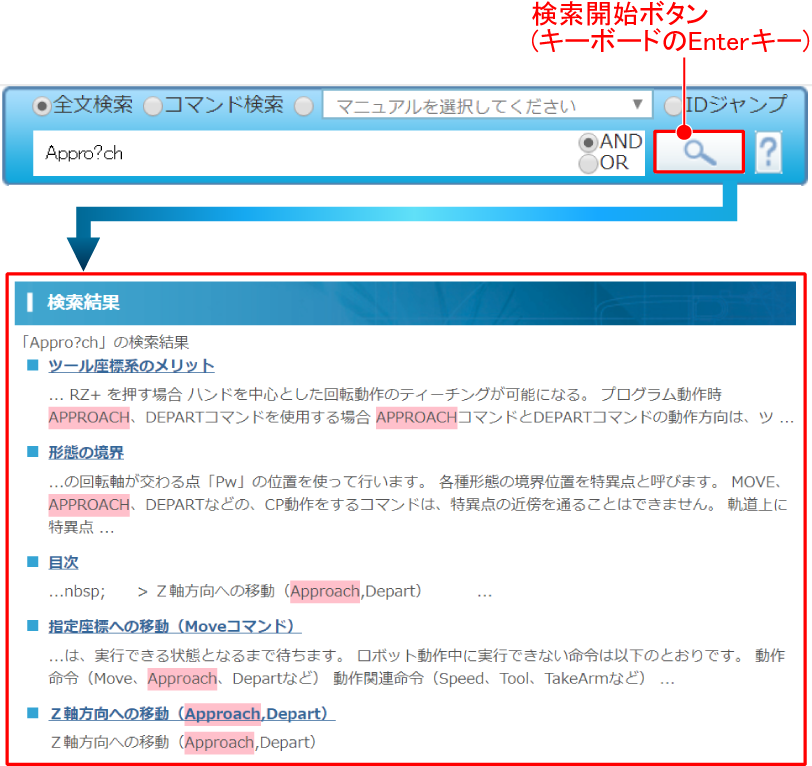 検索開始ボタン
(キーボードのEnterキー)
全文検索 コマンド検索 マニュアルを選択してください ▼ IDジャンプ
Appro?ch
AND
OR
?
検索結果
「Appro?ch」の検索結果
ツール座標系のメリット
... RZ+ を押す場合 ハンドを中心とした回転動作のティーチングが可能になる。 プログラム動作時
APPROACH、DEPARTコマンドを使用する場合 APPROACHコマンドとDEPARTコマンドの動作方向は、ツ ...
形態の境界
...の回転軸が交わる点「Pw」の位置を使って行います。 各種形態の境界位置を特異点と呼びます。 MOVE、
APPROACH、DEPARTなどの、CP動作をするコマンドは、特異点の近傍を通ることはできません。 軌道上に
特異点 ...
目次
...nbsp; > Ｚ軸方向への移動（Approach,Depart） ...
指定座標への移動（Moveコマンド）
...は、実行できる状態となるまで待ちます。 ロボット動作中に実行できない命令は以下のとおりです。 動作
命令（Move、Approach、Departなど） 動作関連命令（Speed、Tool、TakeArmなど） ...
Ｚ軸方向への移動（Approach,Depart）
Ｚ軸方向への移動（Approach,Depart）